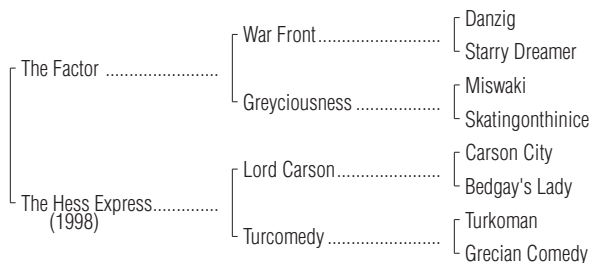 Danzig
War Front
Starry Dreamer
The Factor
Miswaki
Greyciousness
Skatingonthinice
Carson City
Lord Carson
Bedgay's Lady
The Hess Express
(1998)
Turkoman
Turcomedy
Grecian Comedy